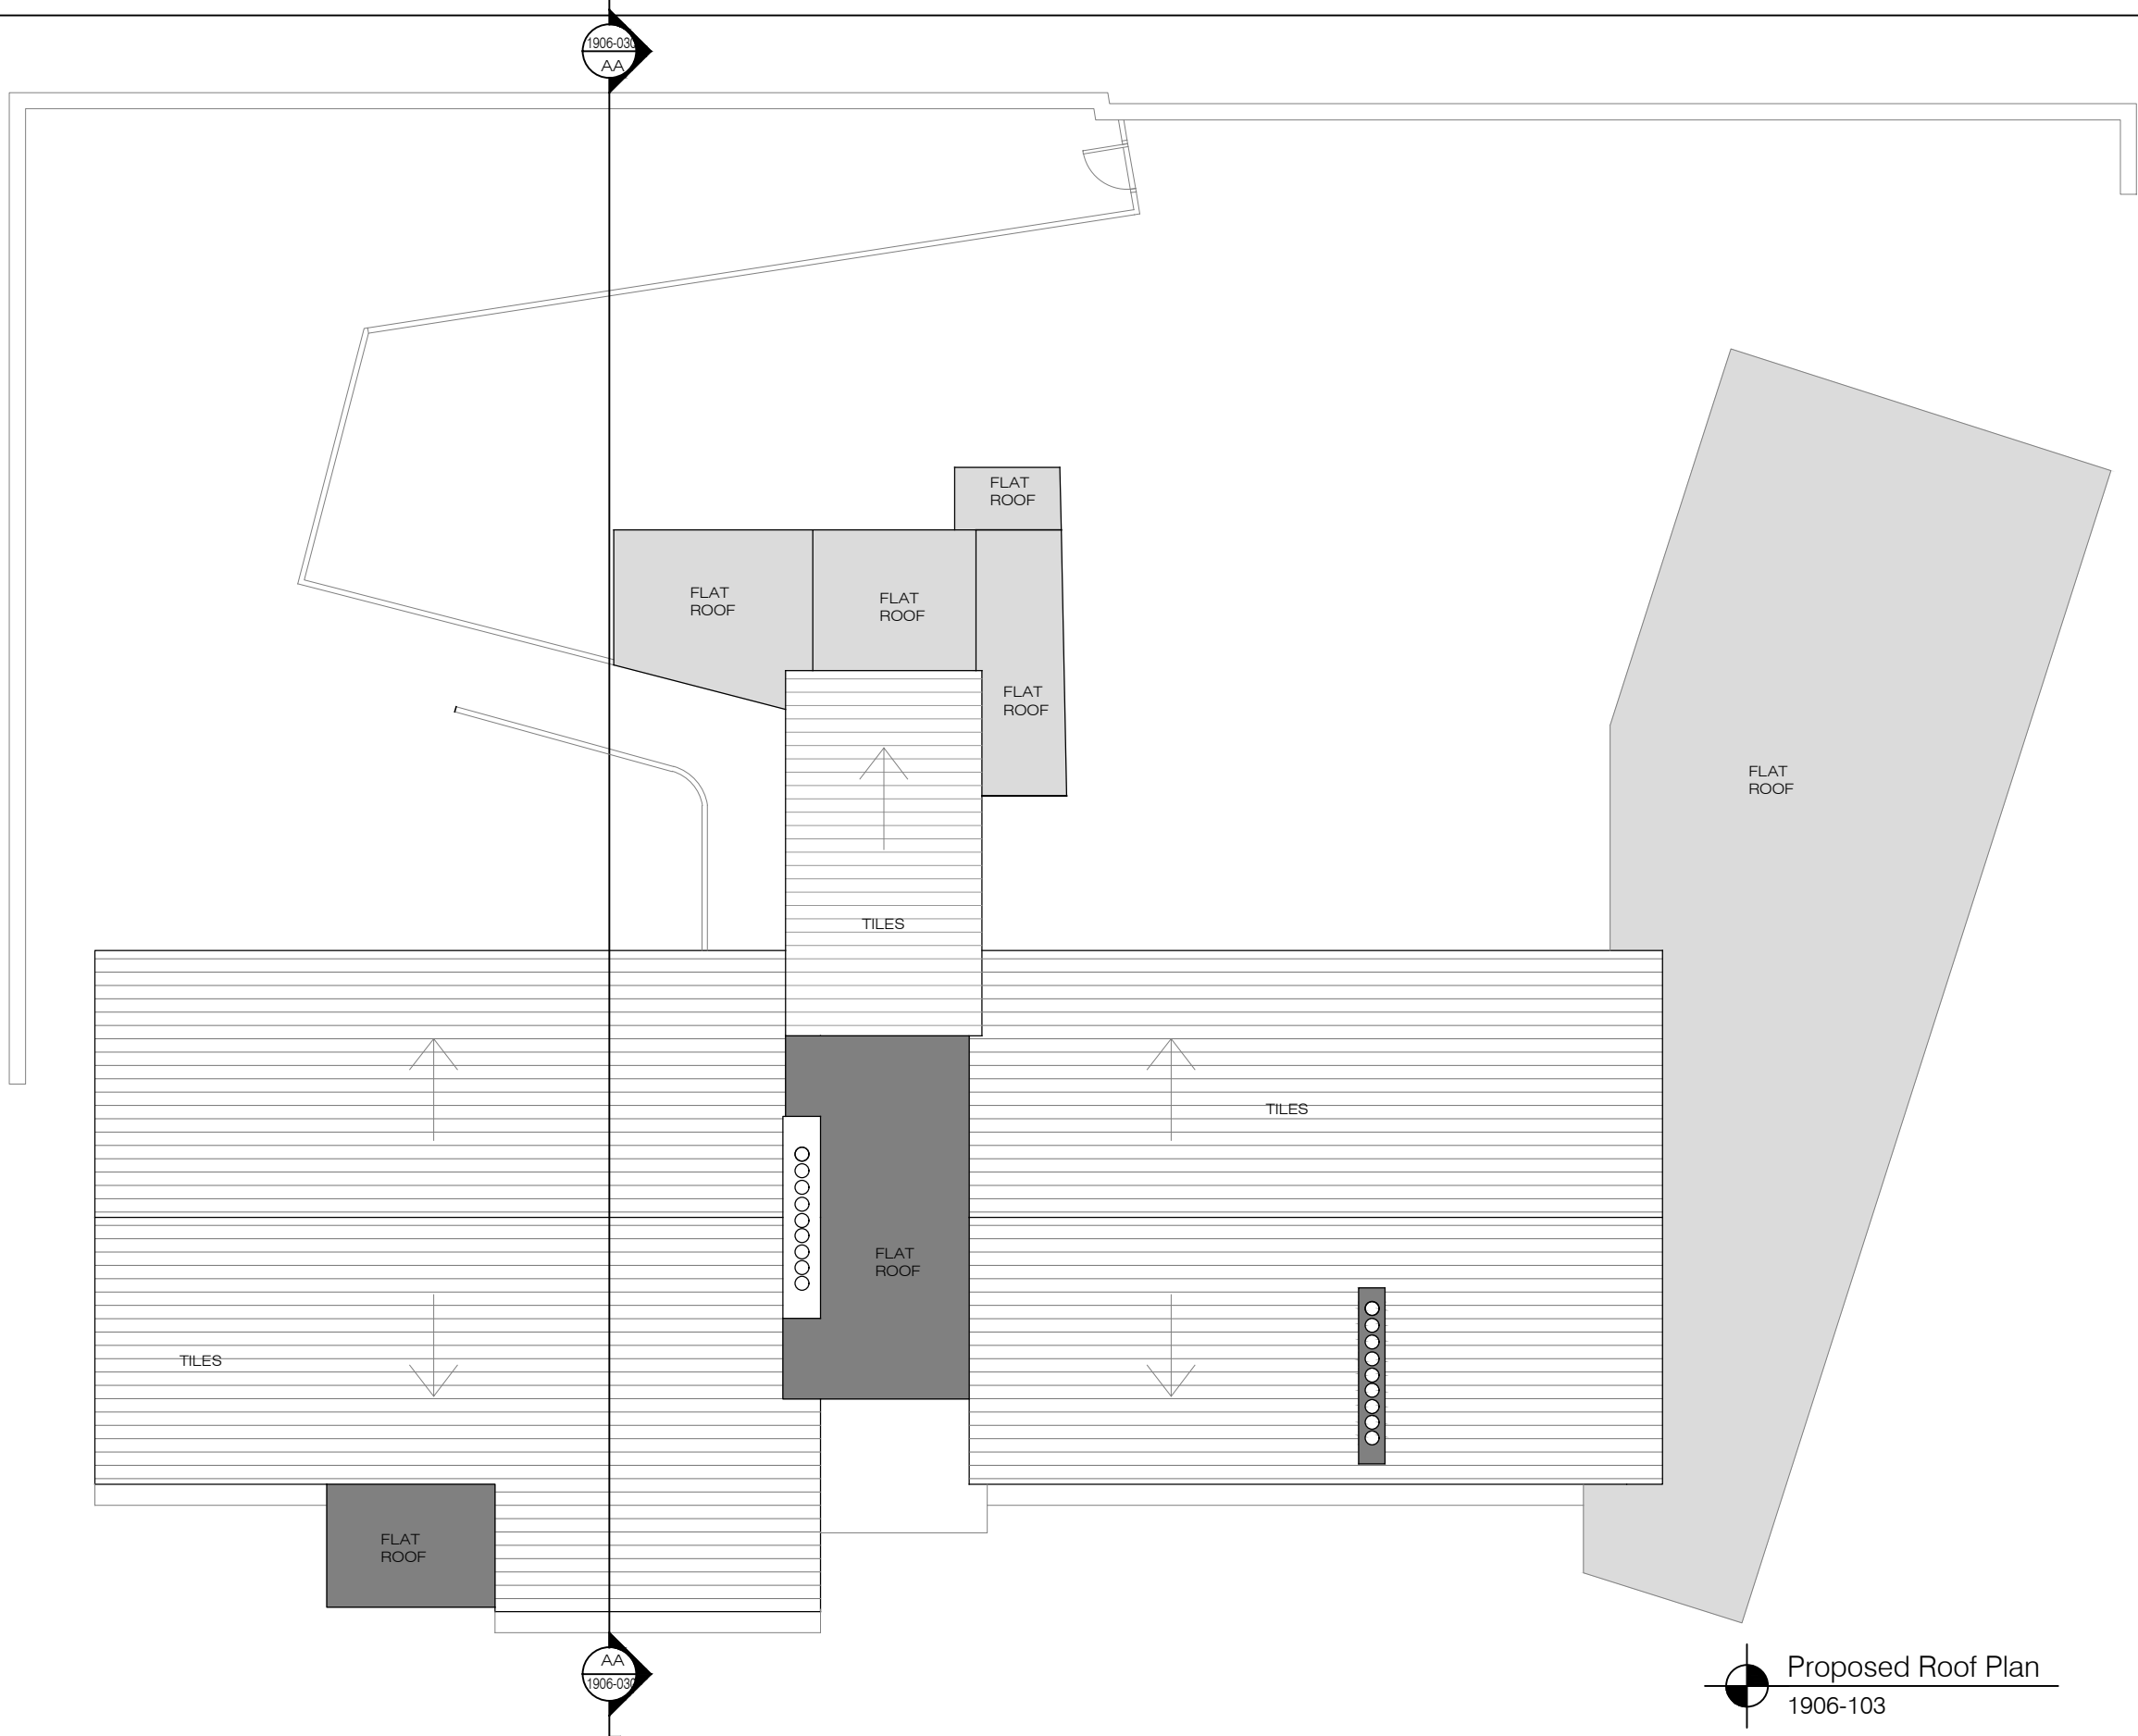 1906-030
AA
FLAT
ROOF
FLAT
ROOF
FLAT
ROOF
FLAT
ROOF
FLAT
ROOF
TILES
TILES
FLAT
ROOF
TILES
FLAT
ROOF
AA
1906-030
Proposed Roof Plan
1906-103